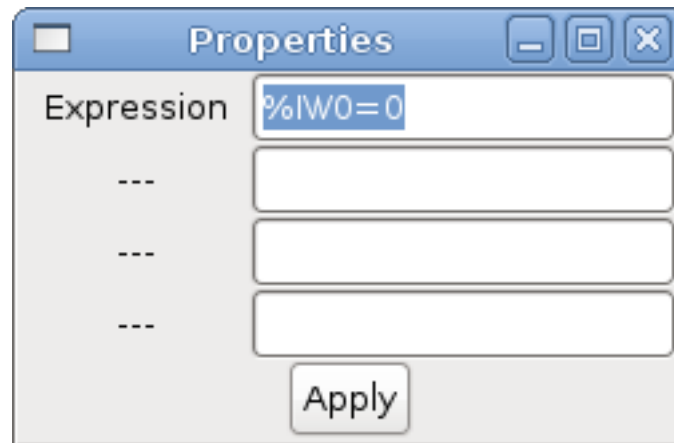 Properties
Expression %IW0=0
---
---
---
Apply